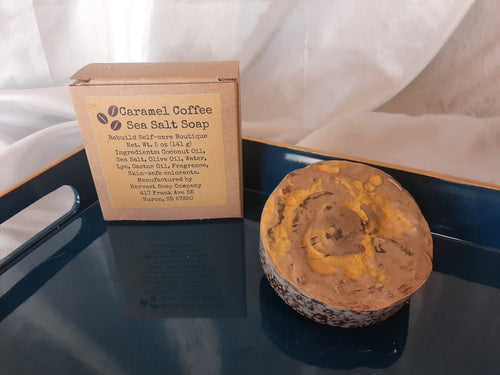 Caramel Coffee
Sea Salt Soap
Rebuild Self-care Boutique
Net. Wt. 5 oz (141 g)
Ingredients: Coconut Oil,
Sea Salt, Olive Oil, Water,
Lye, Castor Oil, Fragrance,
Skin-safe colorants.
Manufactured by
Harvest Soap Company
417 Frank Ave SE
Huron, SD 57350